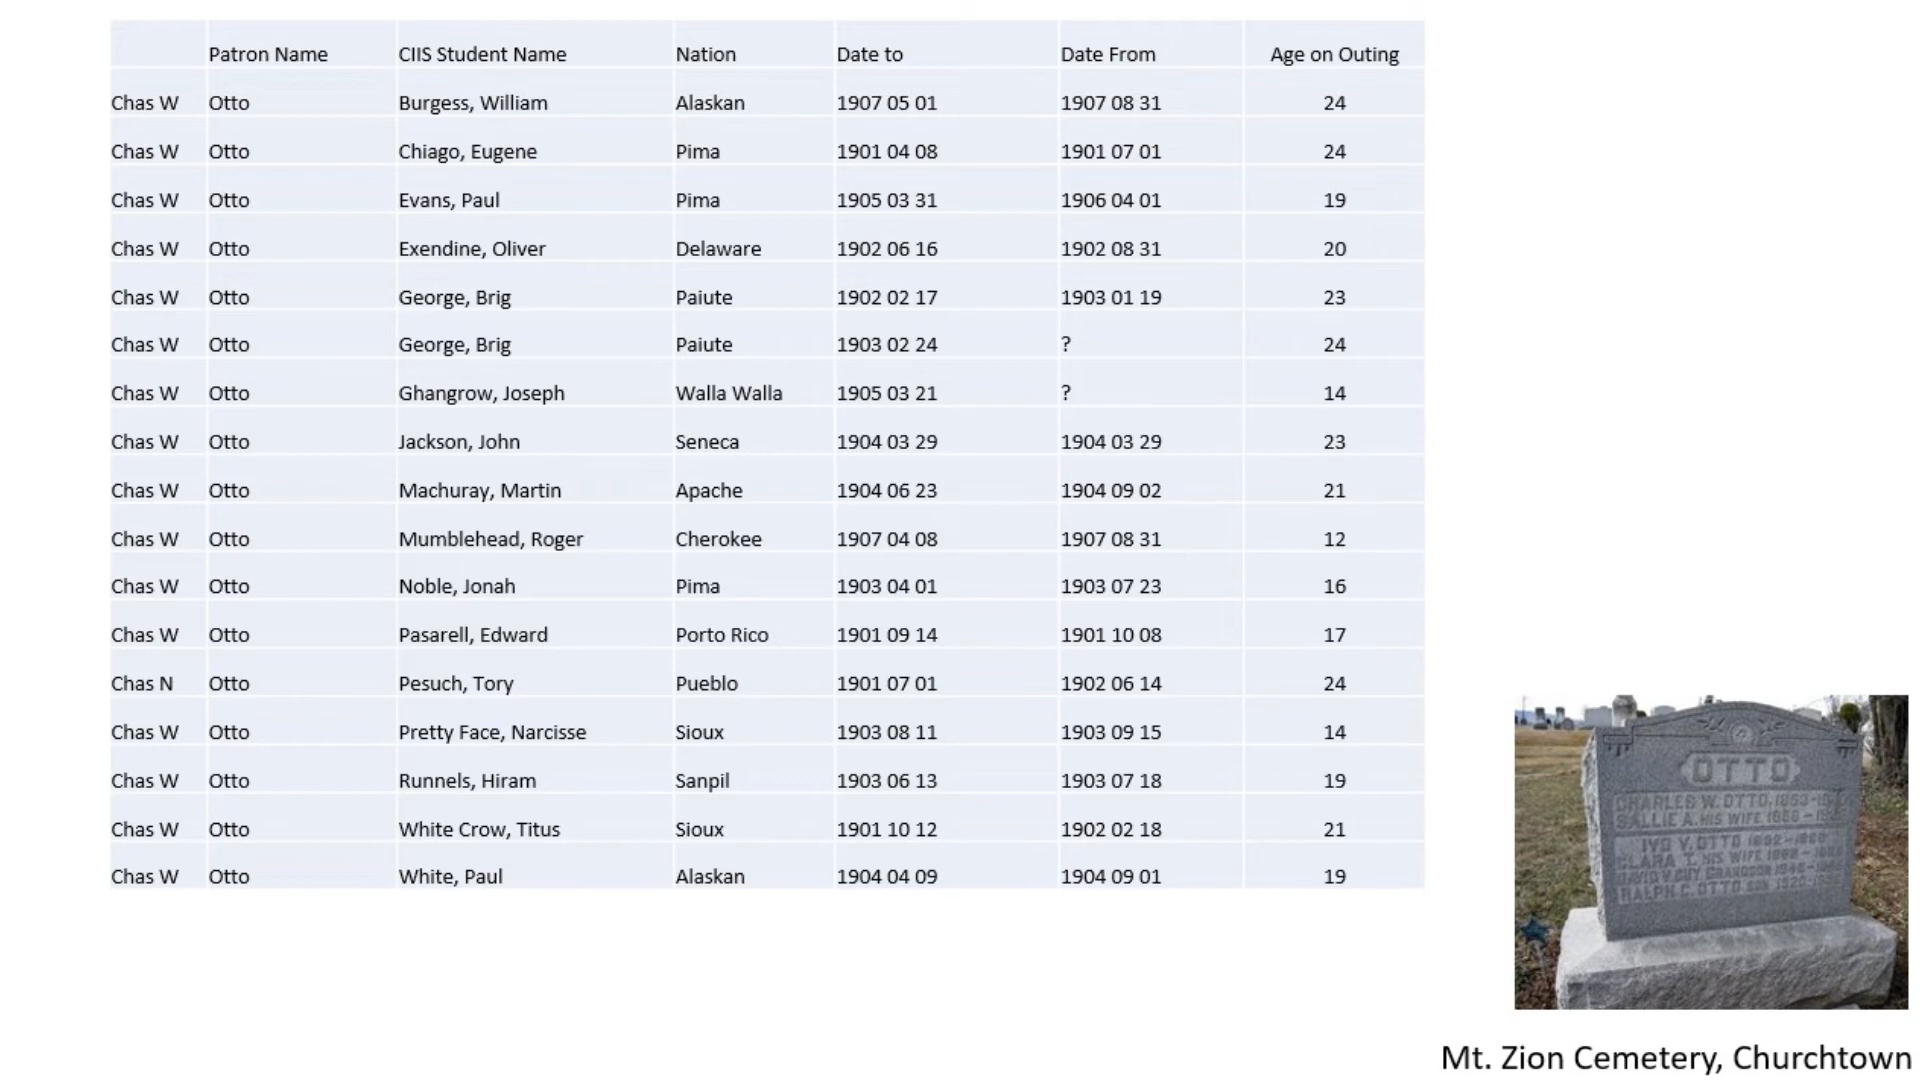 Patron Name CIIS Student Name Nation Date to Date From Age on Outing
Chas W Otto Burgess, William Alaskan 1907 05 01 1907 08 31 24
Chas W Otto Chiago, Eugene Pima 1901 04 08 1901 07 01 24
Chas W Otto Evans, Paul Pima 1905 03 31 1906 04 01 19
Chas W Otto Exendine, Oliver Delaware 1902 06 16 1902 08 31 20
Chas W Otto George, Brig Paiute 1902 02 17 1903 01 19 23
Chas W Otto George, Brig Paiute 1903 02 24 ? 24
Chas W Otto Ghangrow, Joseph Walla Walla 1905 03 21 ? 14
Chas W Otto Jackson, John Seneca 1904 03 29 1904 03 29 23
Chas W Otto Machuray, Martin Apache 1904 06 23 1904 09 02 21
Chas W Otto Mumblehead, Roger Cherokee 1907 04 08 1907 08 31 12
Chas W Otto Noble, Jonah Pima 1903 04 01 1903 07 23 16
Chas W Otto Pasarell, Edward Porto Rico 1901 09 14 1901 10 08 17
Chas N Otto Pesuch, Tory Pueblo 1901 07 01 1902 06 14 24
Chas W Otto Pretty Face, Narcisse Sioux 1903 08 11 1903 09 15 14
Chas W Otto Runnels, Hiram Sanpil 1903 06 13 1903 07 18 19
Chas W Otto White Crow, Titus Sioux 1901 10 12 1902 02 18 21
Chas W Otto White, Paul Alaskan 1904 04 09 1904 09 01 19
OTTO
CHARLES W. OTTO
SALLIE A. HIS WIFE
OTTO
CLARA T. HIS WIFE
GRANDSON
RALPH C. OTTO SON
Mt. Zion Cemetery, Churchtown